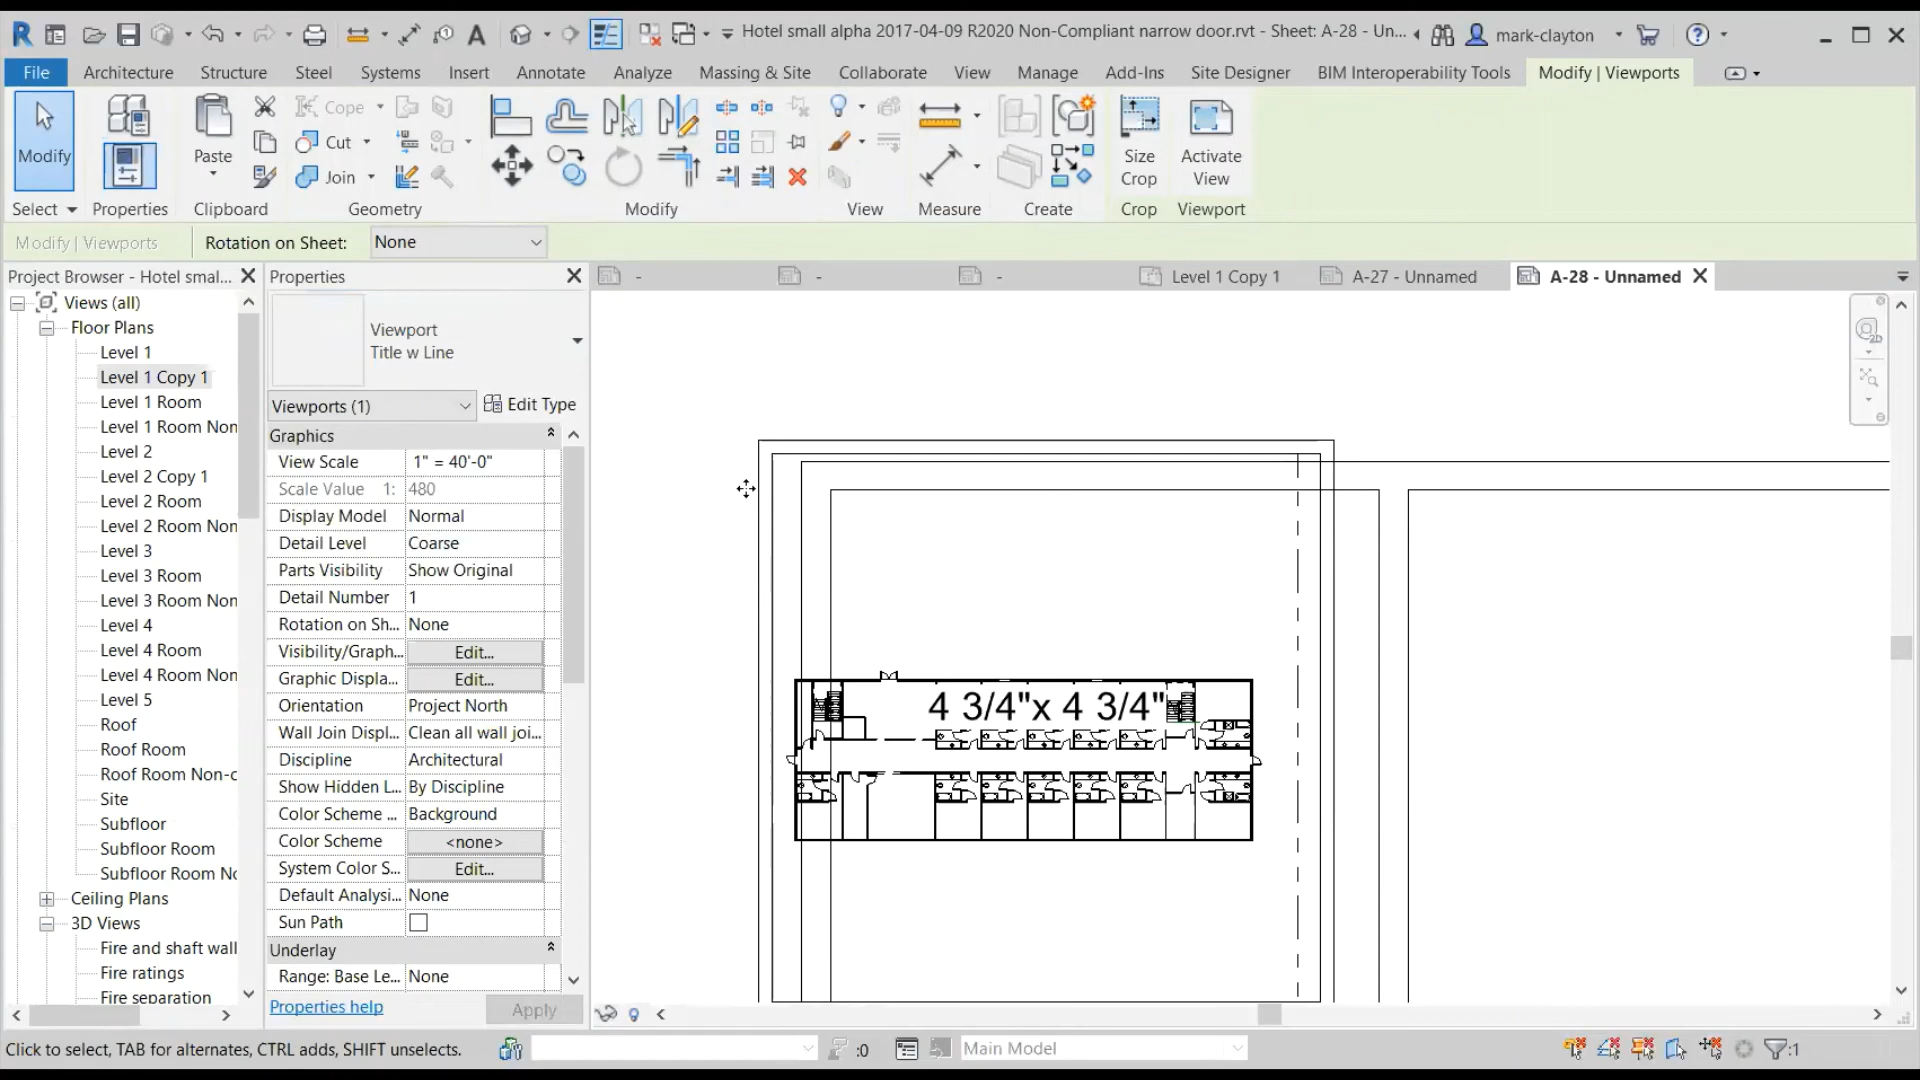 Hotel small alpha 2017-04-09 R2020 Non-Compliant narrow door.rvt - Sheet: A-28 - Un...
mark-clayton
File Architecture Structure Steel Systems Insert Annotate Analyze Massing & Site Collaborate View Manage Add-Ins Site Designer BIM Interoperability Tools Modify | Viewports
Modify
Paste
Cope
Cut
Join
Size
Crop
Activate
View
Select Properties Clipboard Geometry Modify View Measure Create Crop Viewport
Modify | Viewports Rotation on Sheet: None
Project Browser - Hotel smal...
Views (all)
Floor Plans
Level 1
Level 1 Copy 1
Level 1 Room
Level 1 Room Non
Level 2
Level 2 Copy 1
Level 2 Room
Level 2 Room Non
Level 3
Level 3 Room
Level 3 Room Non
Level 4
Level 4 Room
Level 4 Room Non
Level 5
Roof
Roof Room
Roof Room Non-c
Site
Subfloor
Subfloor Room
Subfloor Room No
Ceiling Plans
3D Views
Fire and shaft wall
Fire ratings
Fire separation
Properties
Viewport
Title w Line
Viewports (1) Edit Type
Graphics
View Scale 1" = 40'-0"
Scale Value 1: 480
Display Model Normal
Detail Level Coarse
Parts Visibility Show Original
Detail Number 1
Rotation on Sh... None
Visibility/Graph... Edit...
Graphic Displa... Edit...
Orientation Project North
Wall Join Displ... Clean all wall joi...
Discipline Architectural
Show Hidden L... By Discipline
Color Scheme ... Background
Color Scheme <none>
System Color S... Edit...
Default Analysi... None
Sun Path
Underlay
Range: Base Le... None
Properties help Apply
- - - Level 1 Copy 1 A-27 - Unnamed A-28 - Unnamed
2D
4 3/4"x 4 3/4"
Click to select, TAB for alternates, CTRL adds, SHIFT unselects. :0 Main Model :1